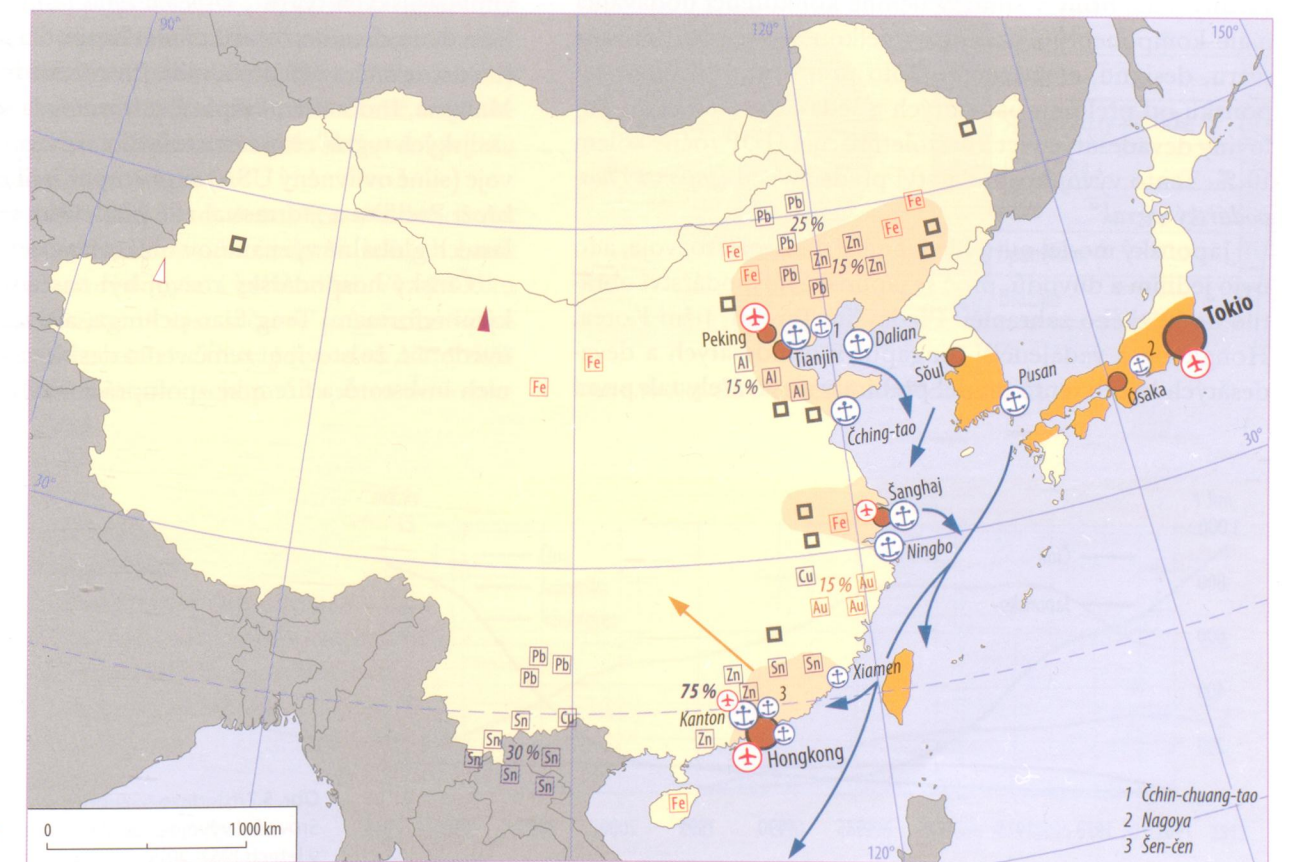 90°
120°
150°
Pb
Pb
25 %
Fe
Fe
Fe
Pb
Zn
Zn
15 %
Zn
Fe
Pb
Pb
Peking
1
Tianjin
Dalian
Al
15 %
Al
Al
Čching-tao
Söul
Pusan
2
Tokio
Ósaka
Fe
Fe
30°
30°
Šanghaj
Fe
Ningbo
Cu
15 %
Au
Au
Au
Pb
Pb
Pb
Zn
Sn
Sn
Xiamen
75 %
Zn
3
Kanton
Sn
Cu
Zn
Sn
30 %
Sn
Sn
Sn
Sn
Hongkong
Fe
1 Čchin-chuang-tao
2 Nagoya
3 Šen-čen
0
1 000 km
120°